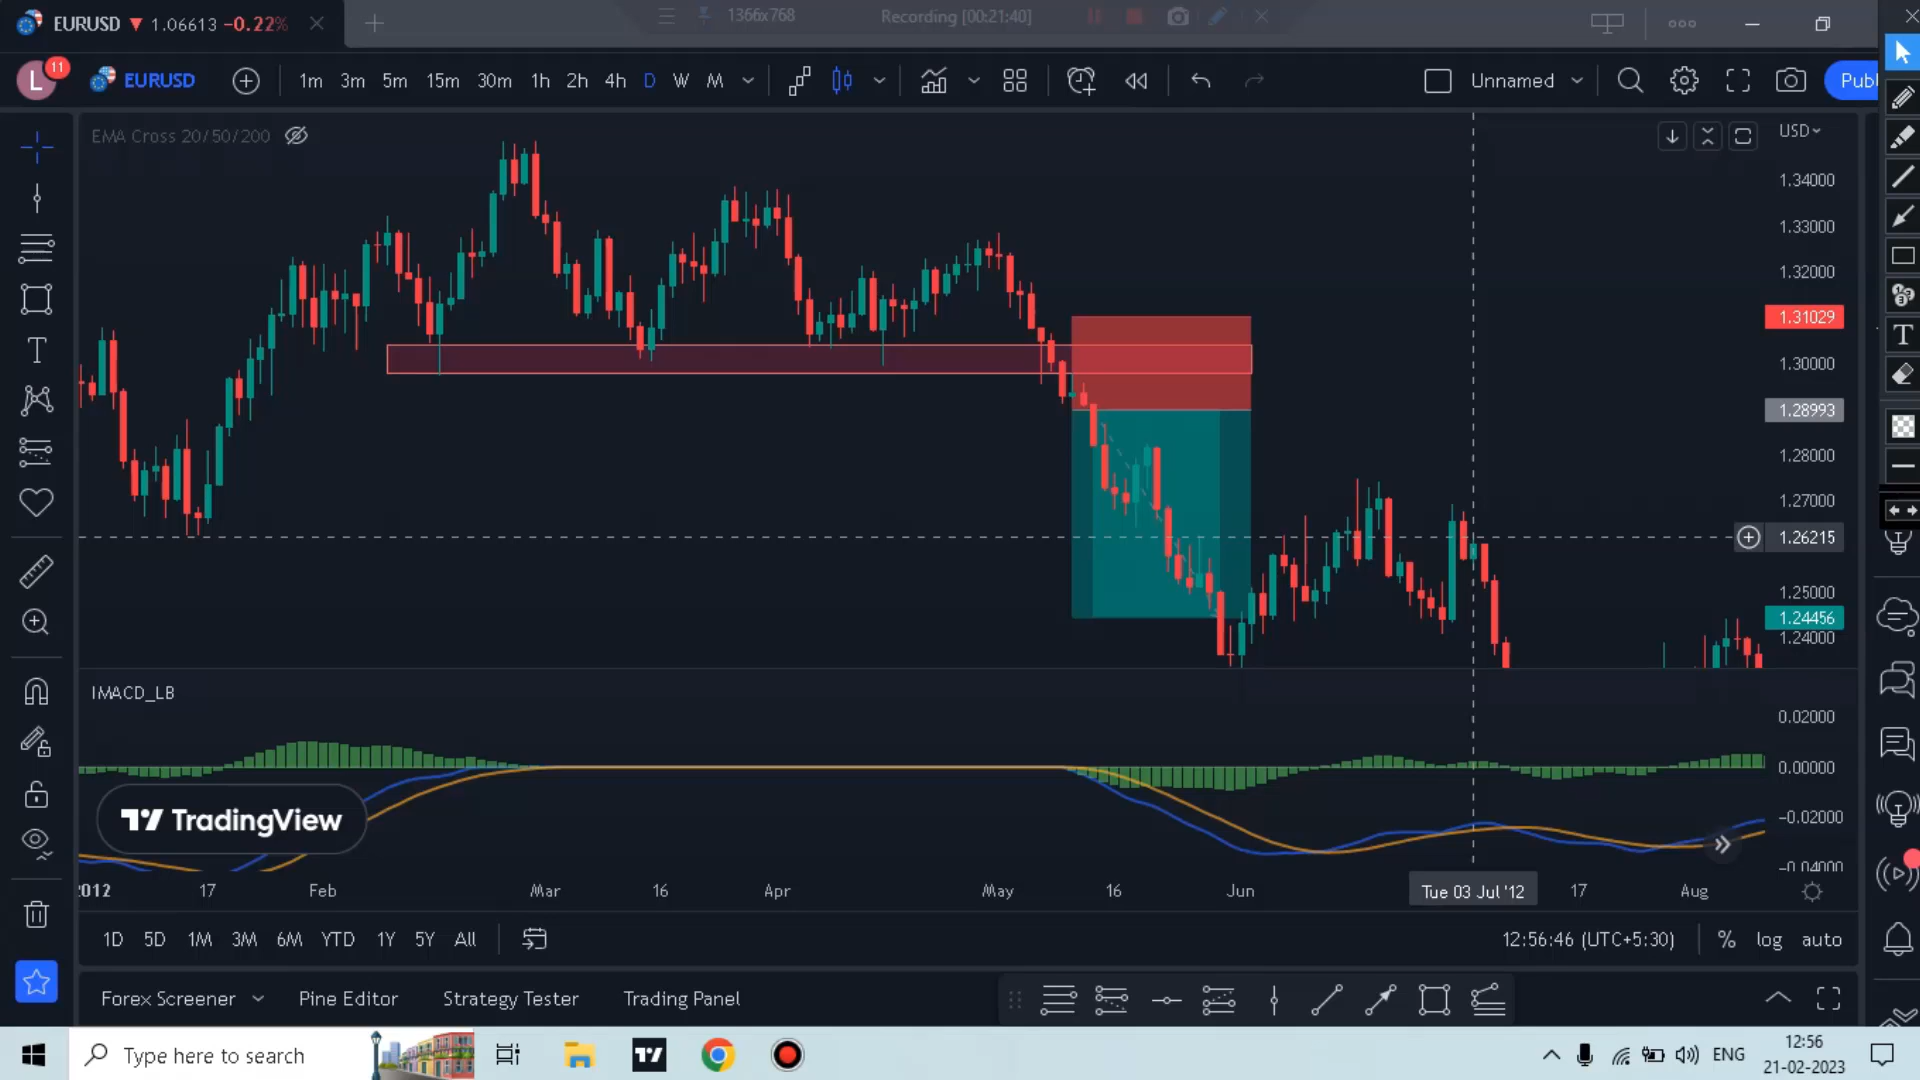 EURUSD ▼ 1.06613 −0.22%
1366x768
Recording [00:21:40]
L
11
EURUSD
1m 3m 5m 15m 30m 1h 2h 4h D W M
Unnamed
Publ
EMA Cross 20/50/200
USD
1.34000
1.33000
1.32000
1.31029
1.30000
1.28993
1.28000
1.27000
1.26215
1.25000
1.24456
1.24000
IMACD_LB
0.02000
0.00000
−0.02000
−0.04000
TradingView
2012 17 Feb Mar 16 Apr May 16 Jun Tue 03 Jul '12 17 Aug
1D 5D 1M 3M 6M YTD 1Y 5Y All
12:56:46 (UTC+5:30) % log auto
Forex Screener Pine Editor Strategy Tester Trading Panel
Type here to search
ENG
12:56
21-02-2023